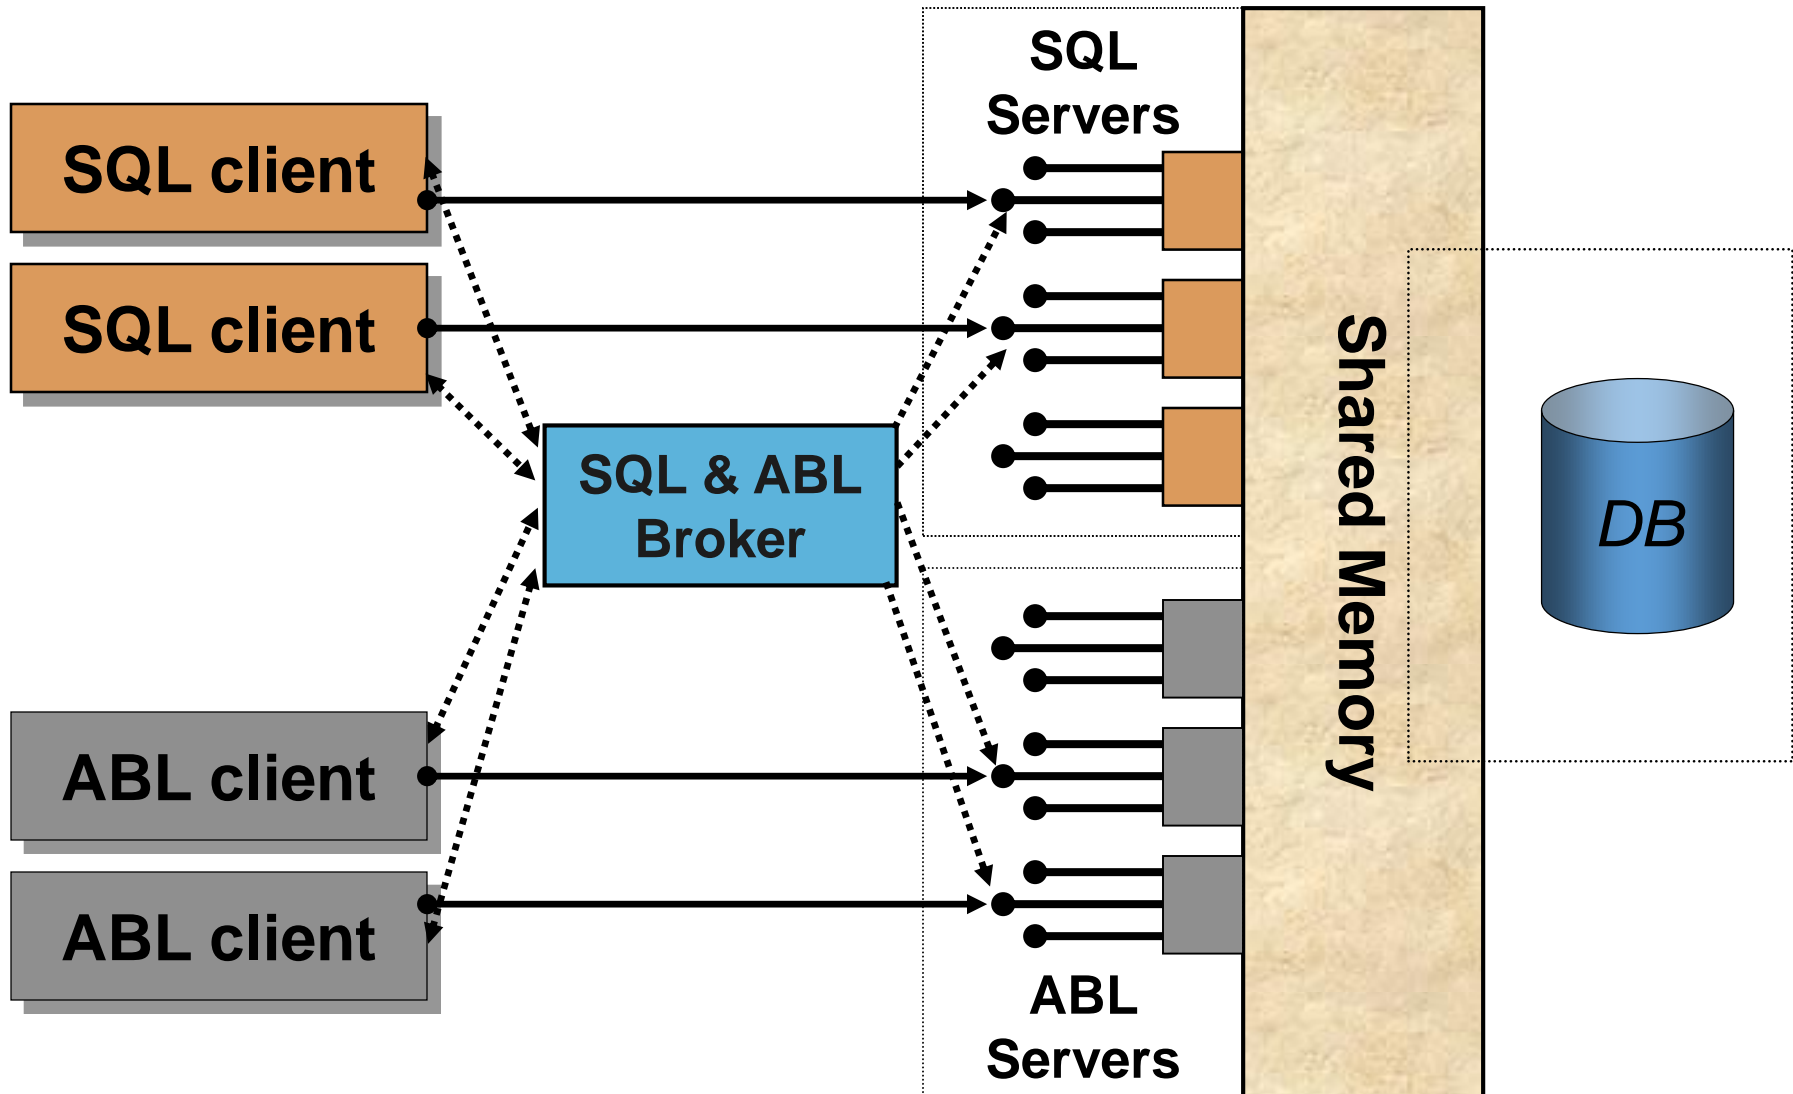 SQL
Servers
SQL client
SQL client
SQL & ABL
Broker
Shared Memory
DB
ABL client
ABL client
ABL
Servers